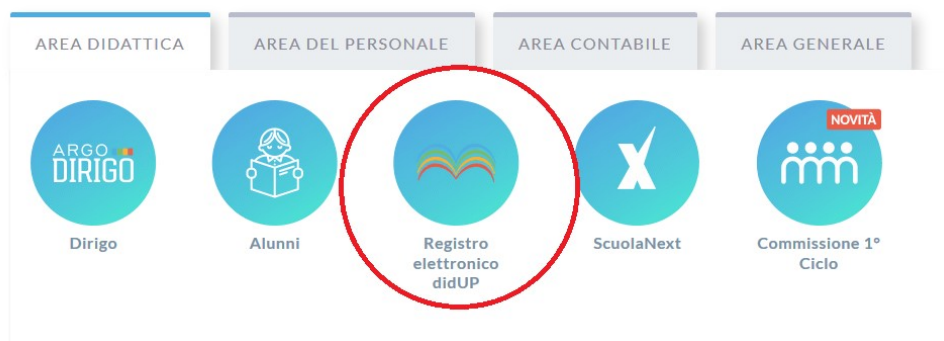 AREA DIDATTICA
AREA DEL PERSONALE
AREA CONTABILE
AREA GENERALE
ARGO
DIRIGO
NOVITÀ
Dirigo
Alunni
Registro
elettronico
didUP
ScuolaNext
Commissione 1°
Ciclo